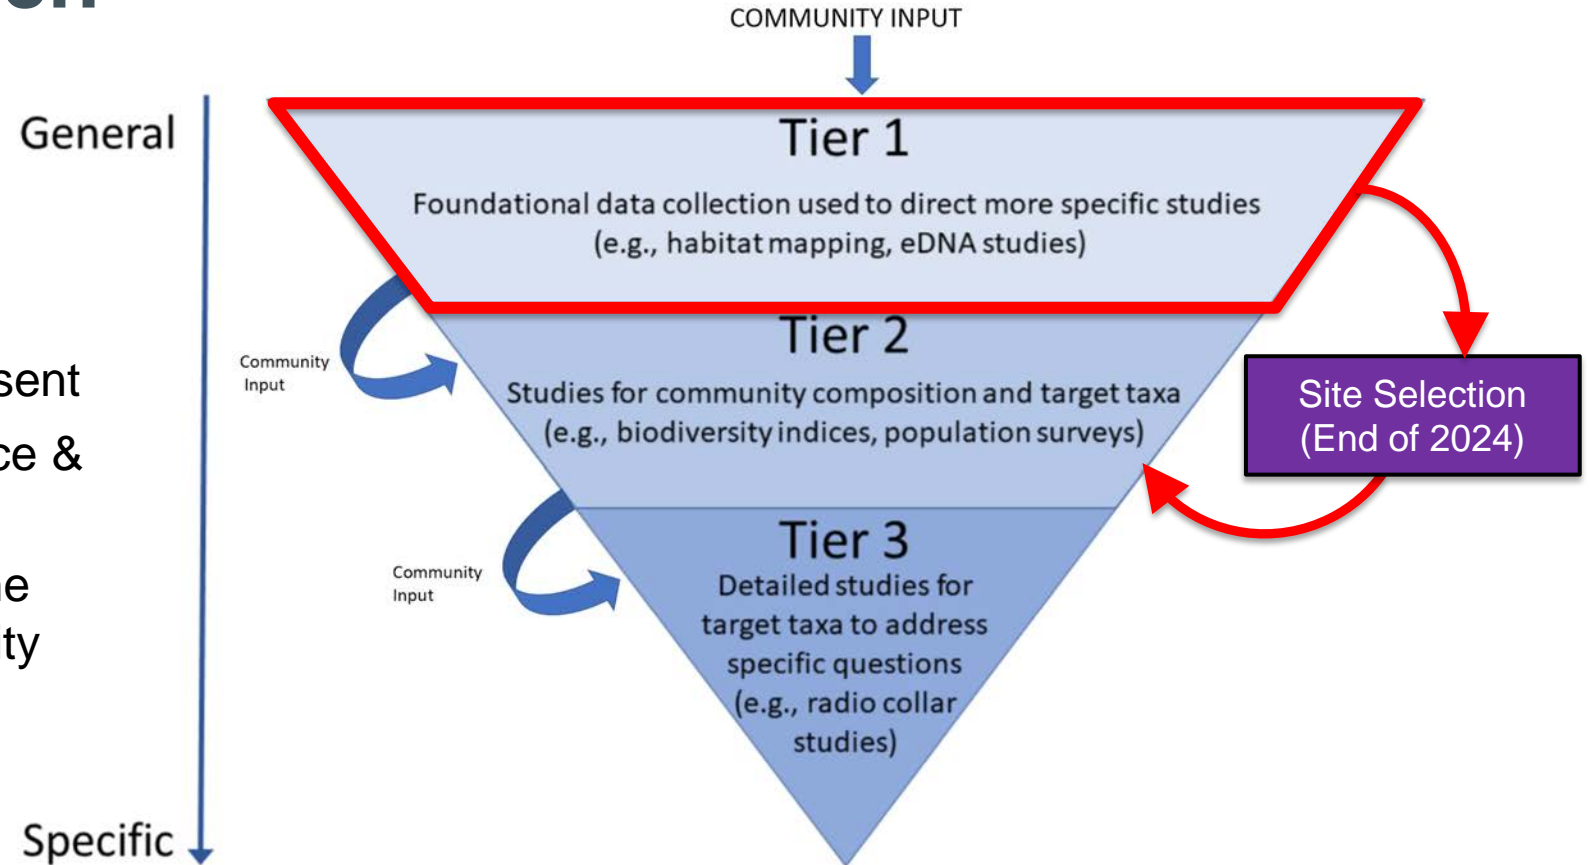 COMMUNITY INPUT
General
Tier 1
Foundational data collection used to direct more specific studies
(e.g., habitat mapping, eDNA studies)
Tier 2
Community
Input
Studies for community composition and target taxa
(e.g., biodiversity indices, population surveys)
Site Selection
(End of 2024)
ce &
Tier 3
Community
Input
Detailed studies for
target taxa to address
specific questions
(e.g., radio collar
studies)
Specific